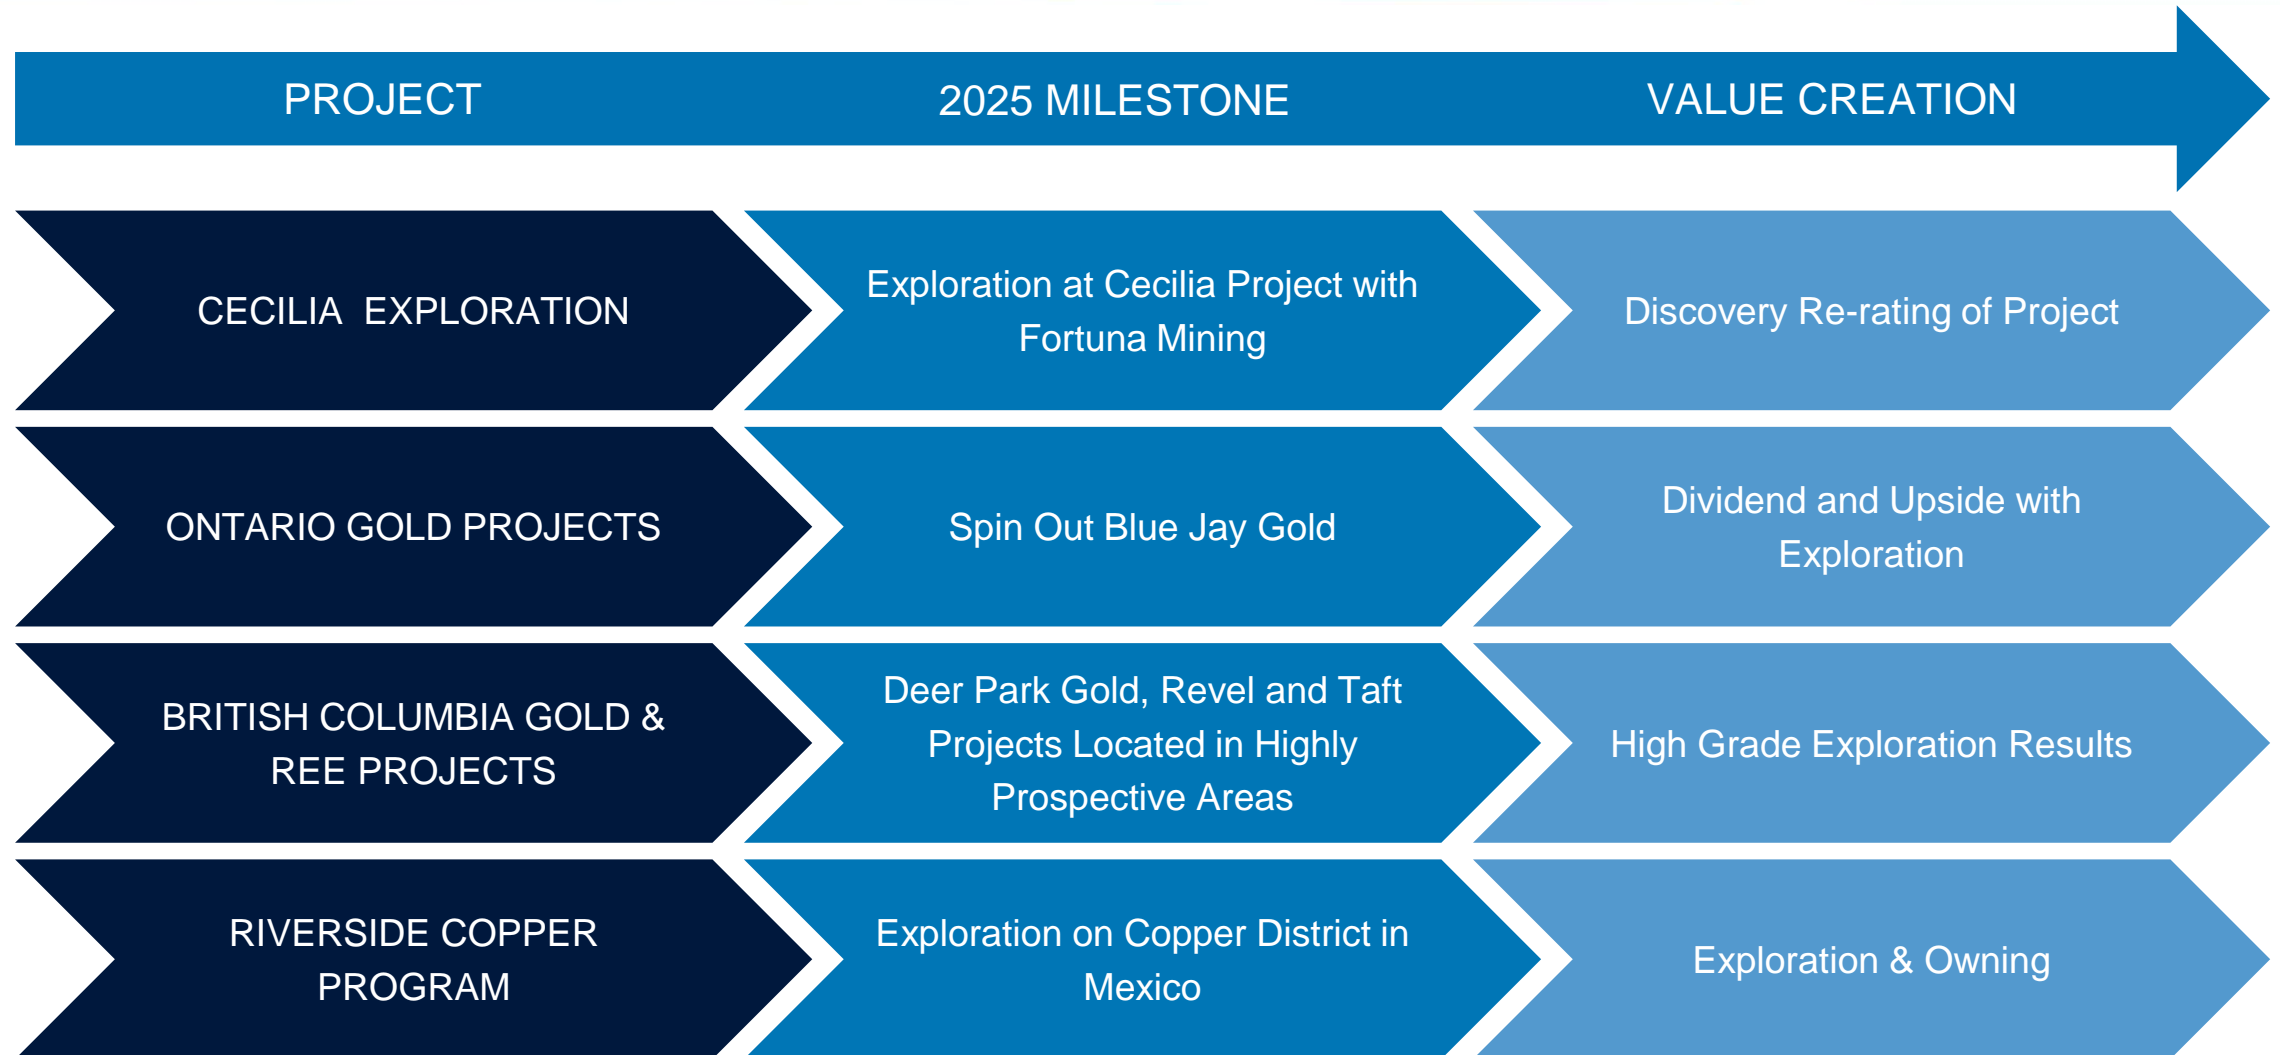 PROJECT
2025 MILESTONE
VALUE CREATION
CECILIA EXPLORATION
Exploration at Cecilia Project with
Fortuna Mining
Discovery Re-rating of Project
ONTARIO GOLD PROJECTS
Spin Out Blue Jay Gold
Dividend and Upside with
Exploration
BRITISH COLUMBIA GOLD &
REE PROJECTS
Deer Park Gold, Revel and Taft
Projects Located in Highly
Prospective Areas
High Grade Exploration Results
RIVERSIDE COPPER
PROGRAM
Exploration on Copper District in
Mexico
Exploration & Owning